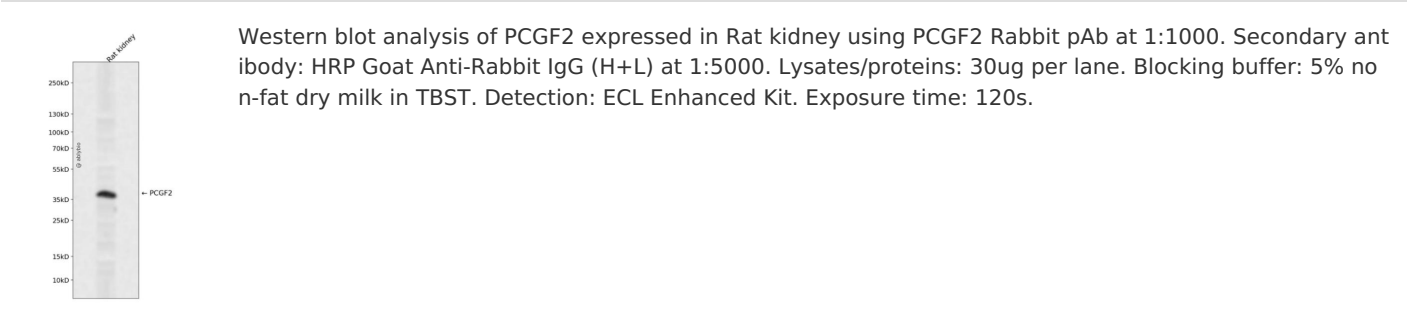 Rat kidney
250kD
130kD
100kD
70kD
55kD
35kD
25kD
15kD
10kD
← PCGF2
Western blot analysis of PCGF2 expressed in Rat kidney using PCGF2 Rabbit pAb at 1:1000. Secondary ant
ibody: HRP Goat Anti-Rabbit IgG (H+L) at 1:5000. Lysates/proteins: 30ug per lane. Blocking buffer: 5% no
n-fat dry milk in TBST. Detection: ECL Enhanced Kit. Exposure time: 120s.